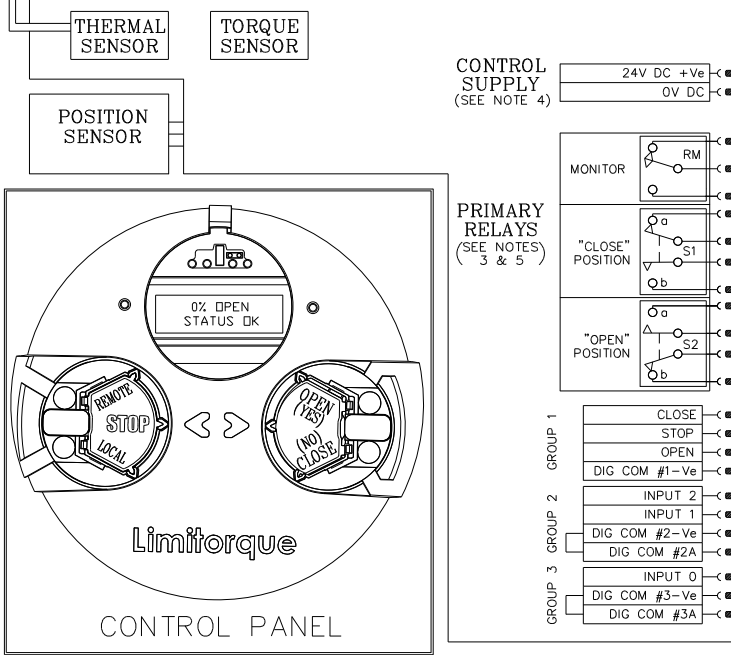 THERMAL
SENSOR
TORQUE
SENSOR
POSITION
SENSOR
CONTROL
SUPPLY
(SEE NOTE 4)
24V DC +Ve
0V DC
PRIMARY
RELAYS
(SEE NOTES)
3 & 5
MONITOR
RM
"CLOSE"
POSITION
a
S1
b
"OPEN"
POSITION
a
S2
b
0% OPEN
STATUS OK
REMOTE
STOP
LOCAL
OPEN
(YES)
(NO)
CLOSE
Limitorque
CONTROL PANEL
GROUP 1
CLOSE
STOP
OPEN
DIG COM #1-Ve
GROUP 2
INPUT 2
INPUT 1
DIG COM #2-Ve
DIG COM #2A
GROUP 3
INPUT 0
DIG COM #3-Ve
DIG COM #3A